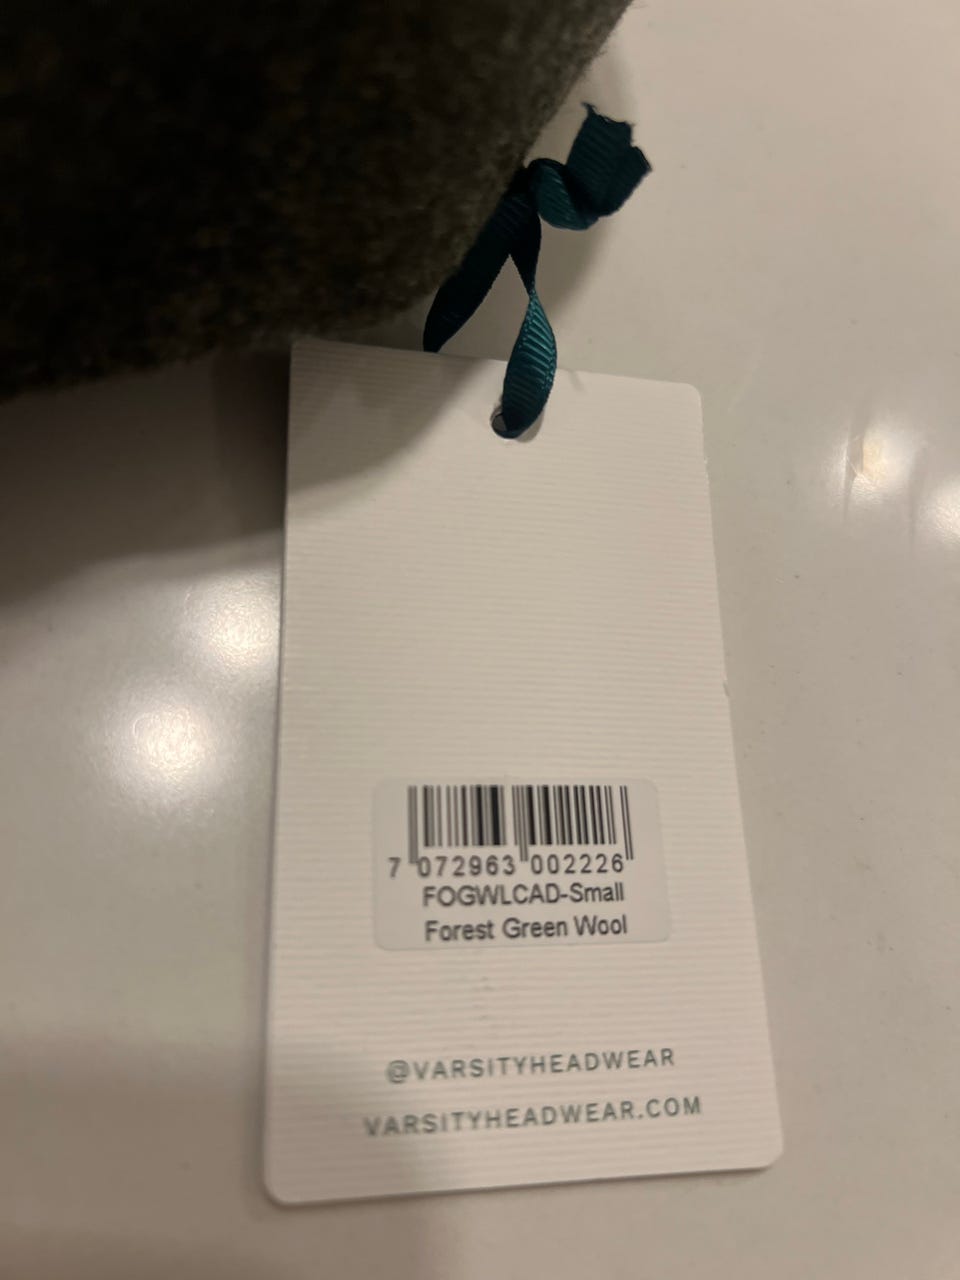 7 072963 002226
FOGWLCAD-Small
Forest Green Wool
@VARSITYHEADWEAR
VARSITYHEADWEAR.COM